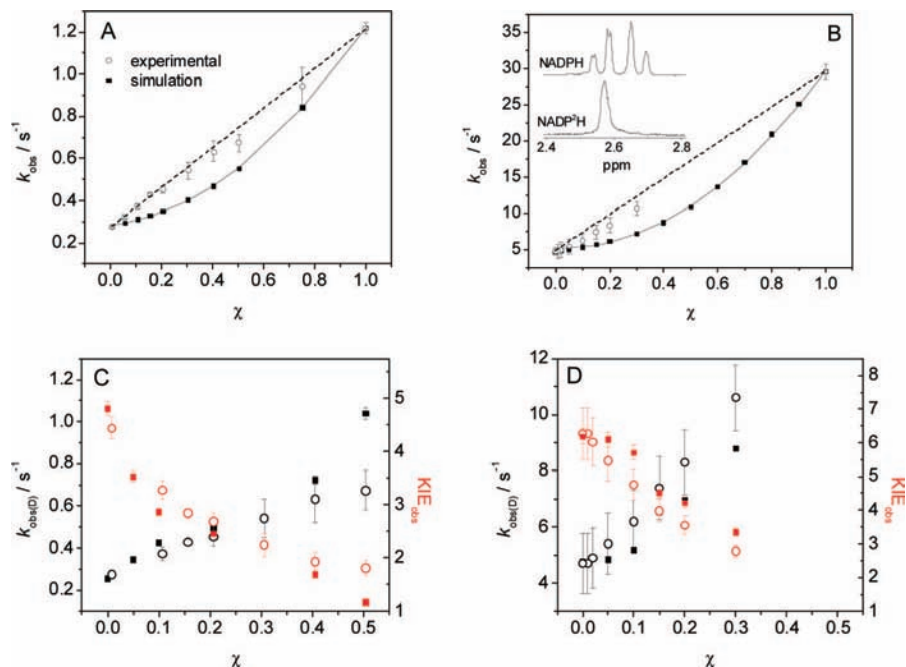 A
experimental
simulation
k_obs / s⁻¹
1.2
1.0
0.8
0.6
0.4
0.2
0.0 0.2 0.4 0.6 0.8 1.0
χ
B
NADPH
NADP²H
2.4 2.6 2.8
ppm
k_obs / s⁻¹
35
30
25
20
15
10
5
0.0 0.2 0.4 0.6 0.8 1.0
χ
C
k_obs(D) / s⁻¹
1.2
1.0
0.8
0.6
0.4
0.2
5
4
3
2
1
KIE_obs
0.0 0.1 0.2 0.3 0.4 0.5
χ
D
k_obs(D) / s⁻¹
12
10
8
6
4
8
7
6
5
4
3
2
1
KIE_obs
0.0 0.1 0.2 0.3 0.4 0.5
χ